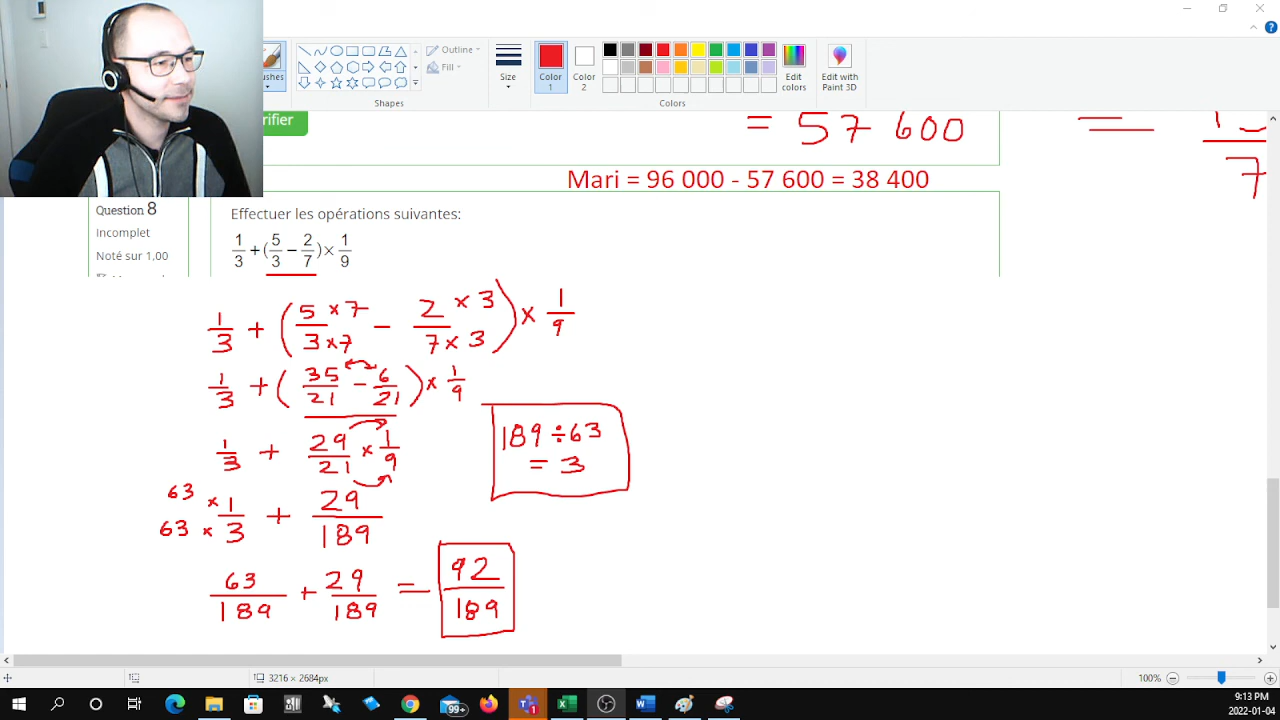 Outline
Fill
ushes
Size
Color
1
Color
2
Edit
colors
Edit with
Paint 3D
Shapes
Colors
rifier
= 57 600
7
Mari = 96 000 - 57 600 = 38 400
Question 8
Incomplet
Noté sur 1,00
Effectuer les opérations suivantes:
1/3 + (5/3 − 2/7) × 1/9
1/3 + (5 × 7 / 3 × 7 − 2 × 3 / 7 × 3) × 1/9
1/3 + (35/21 − 6/21) × 1/9
1/3 + 29/21 × 1/9
189 ÷ 63
= 3
63 × 1 / 63 × 3 + 29/189
63/189 + 29/189 = 92/189
3216 × 2684px
100%
99+
1
9:13 PM
2022-01-04